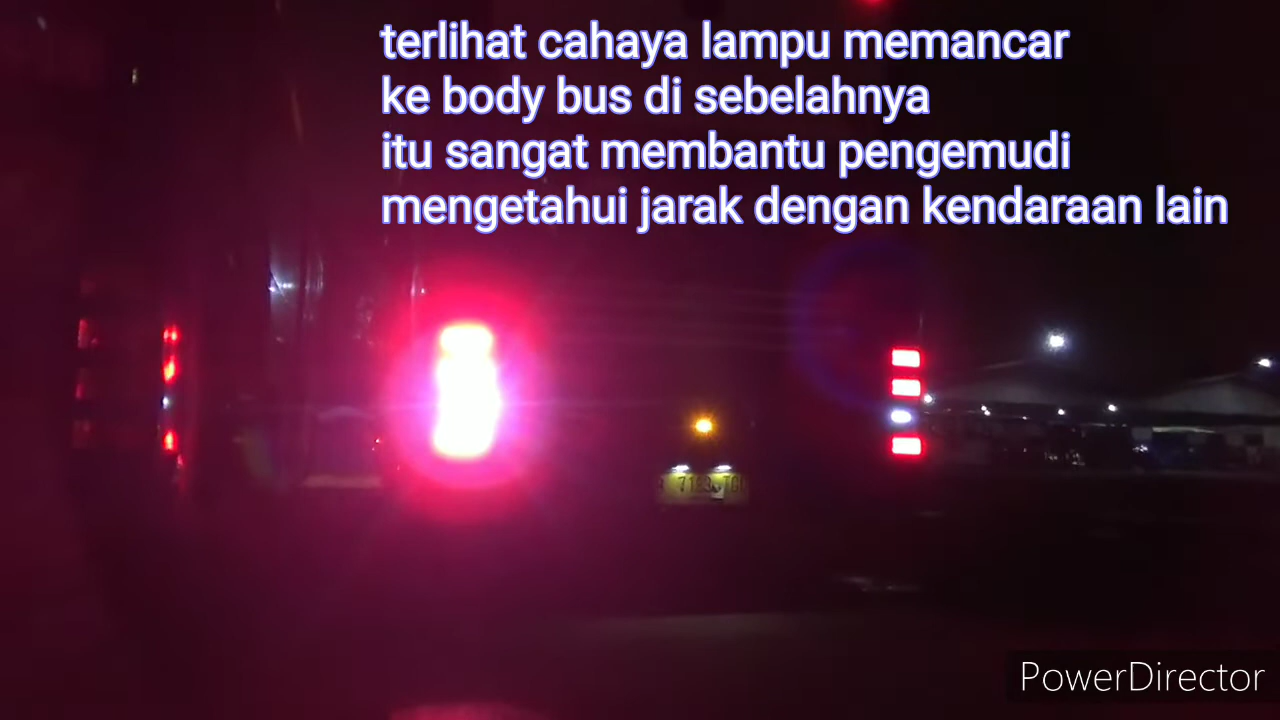 terlihat cahaya lampu memancar
ke body bus di sebelahnya
itu sangat membantu pengemudi
mengetahui jarak dengan kendaraan lain
PowerDirector